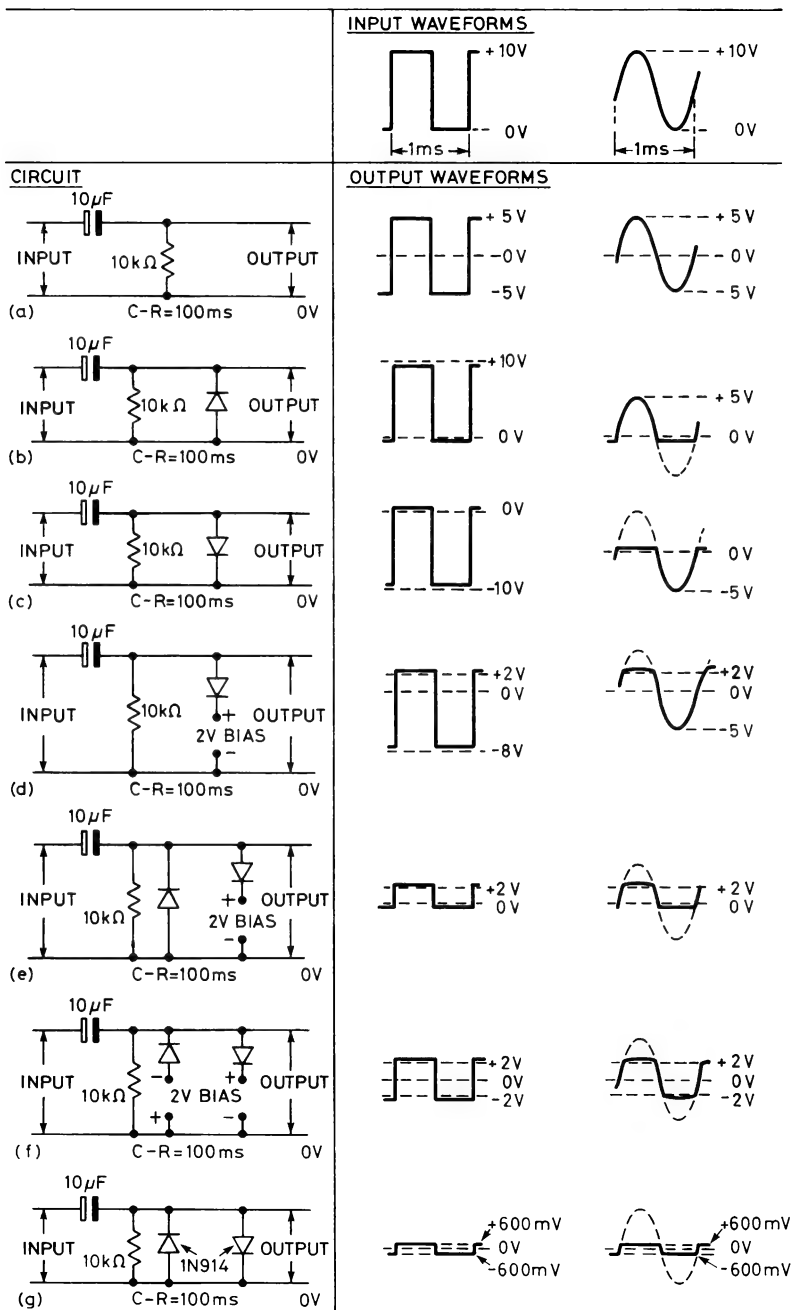 INPUT WAVEFORMS
+10V
0V
1ms
+10V
0V
1ms
CIRCUIT
OUTPUT WAVEFORMS
10μF
INPUT
10kΩ
OUTPUT
(a)
C-R=100ms
0V
+5V
-0V
-5V
+5V
0V
-5V
10μF
INPUT
10kΩ
OUTPUT
(b)
C-R=100ms
0V
+10V
0V
+5V
0V
10μF
INPUT
10kΩ
OUTPUT
(c)
C-R=100ms
0V
0V
-10V
0V
-5V
10μF
INPUT
10kΩ
+
2V BIAS
-
OUTPUT
(d)
C-R=100ms
0V
+2V
0V
-8V
+2V
0V
-5V
10μF
INPUT
10kΩ
+
2V BIAS
-
OUTPUT
(e)
C-R=100ms
0V
+2V
0V
+2V
0V
10μF
INPUT
10kΩ
- +
2V BIAS
+ -
OUTPUT
(f)
C-R=100ms
0V
+2V
0V
-2V
+2V
0V
-2V
10μF
INPUT
10kΩ
1N914
OUTPUT
(g)
C-R=100ms
0V
+600mV
0V
-600mV
+600mV
0V
-600mV